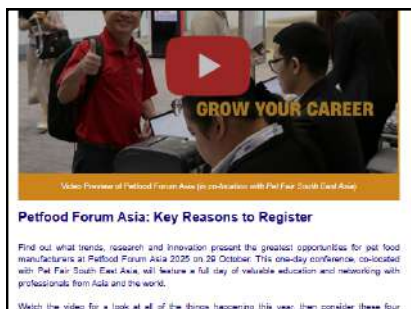 GROW YOUR CAREER
Video Preview of Petfood Forum Asia (in co-location with Pet Fair South East Asia)
Petfood Forum Asia: Key Reasons to Register
Find out what trends, research and innovation present the greatest opportunities for pet food
manufacturers at Petfood Forum Asia 2025 on 29 October. This one-day conference, co-located
with Pet Fair South East Asia, will feature a full day of valuable education and networking with
professionals from Asia and the world.
Watch the video for a look at all of the things happening this year, then consider these four